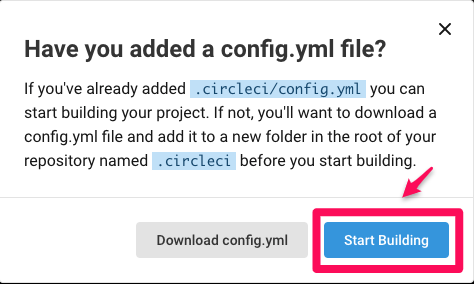 Have you added a config.yml file?
If you've already added .circleci/config.yml you can
start building your project. If not, you'll want to download a
config.yml file and add it to a new folder in the root of your
repository named .circleci before you start building.
Download config.yml
Start Building